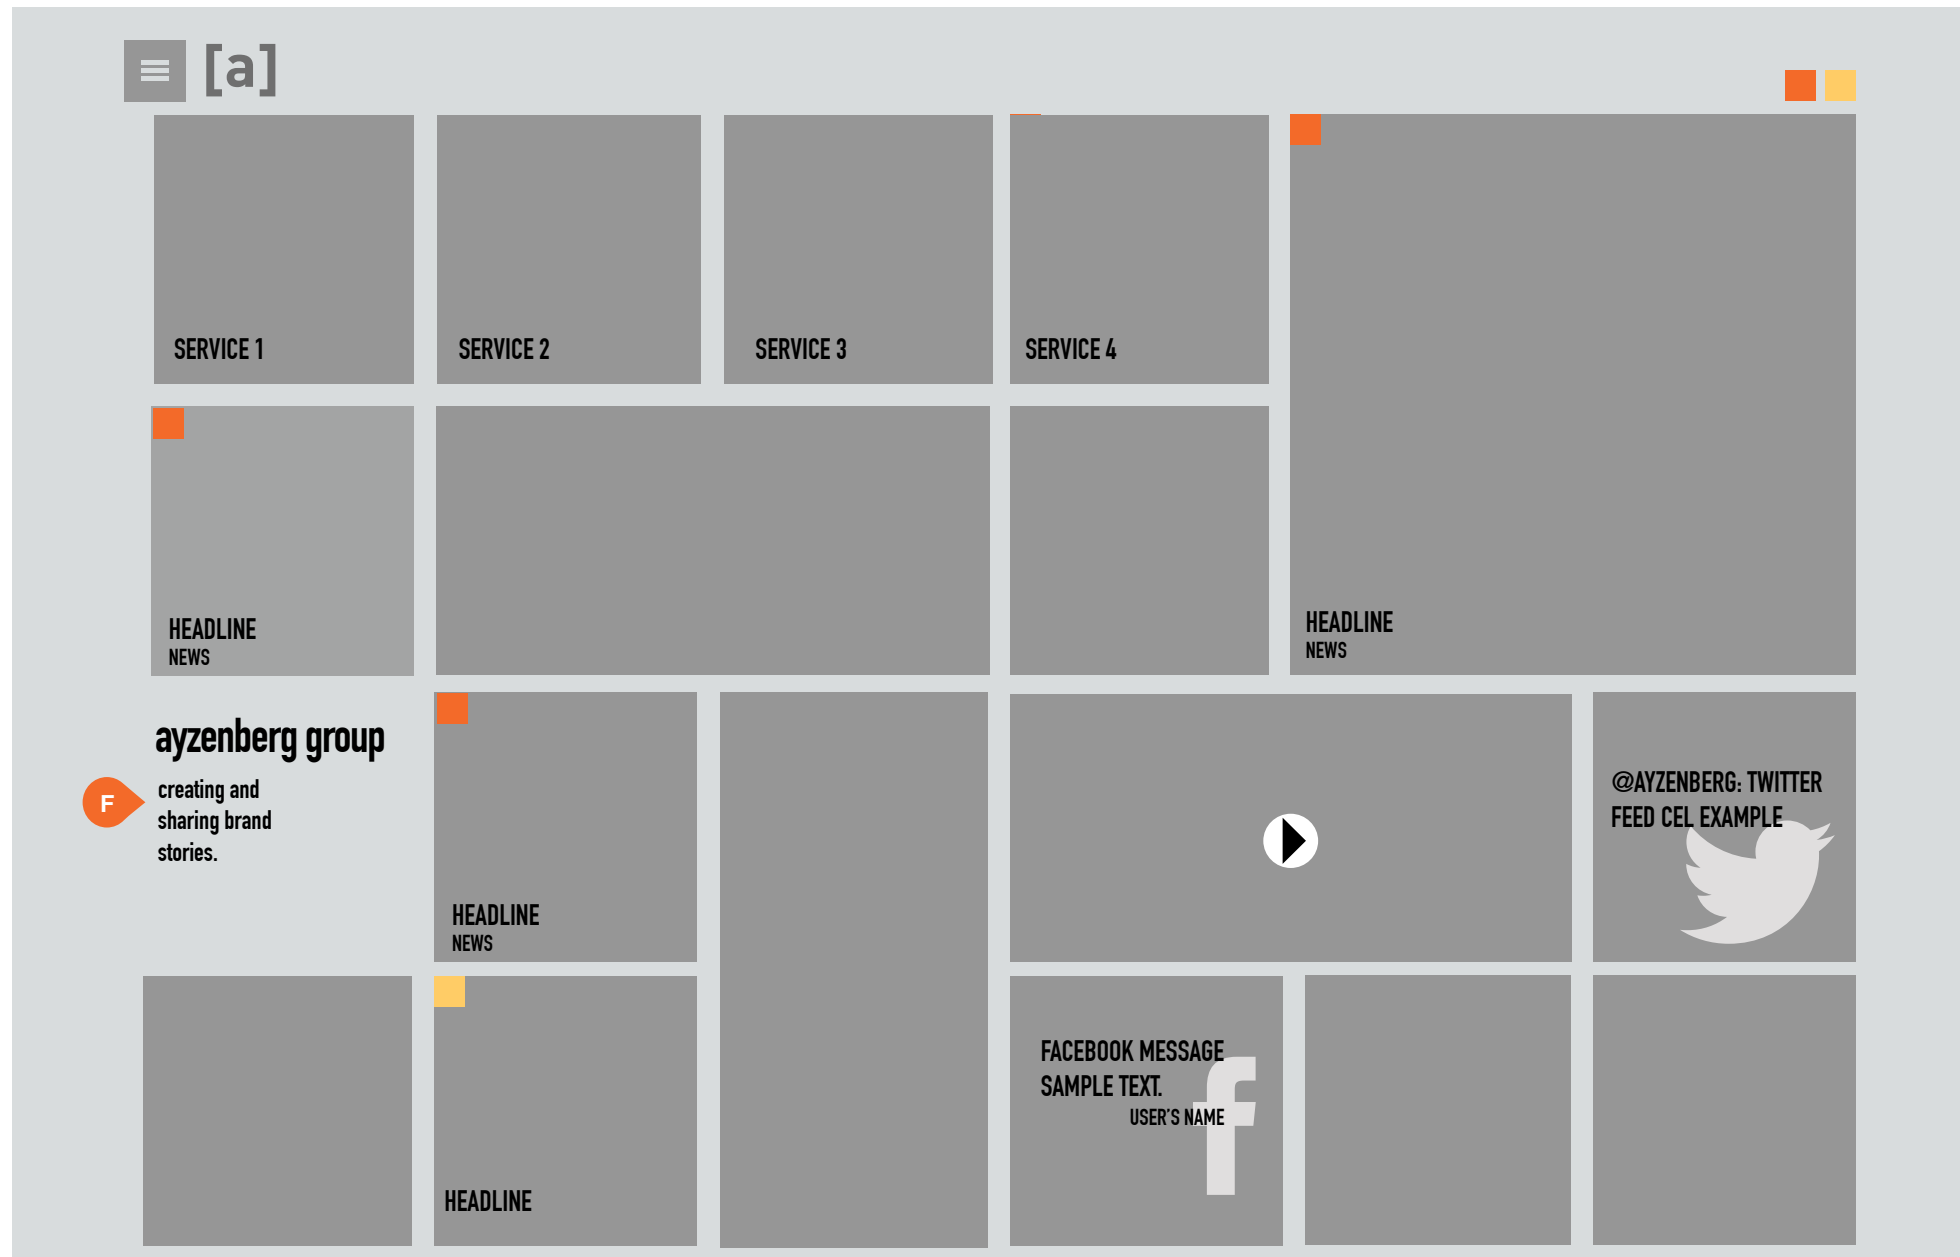 [a]
SERVICE 1
SERVICE 2
SERVICE 3
SERVICE 4
HEADLINE
NEWS
HEADLINE
NEWS
ayzenberg group
creating and
sharing brand
stories.
F
HEADLINE
NEWS
@AYZENBERG: TWITTER
FEED CEL EXAMPLE
HEADLINE
FACEBOOK MESSAGE
SAMPLE TEXT.
USER'S NAME
f